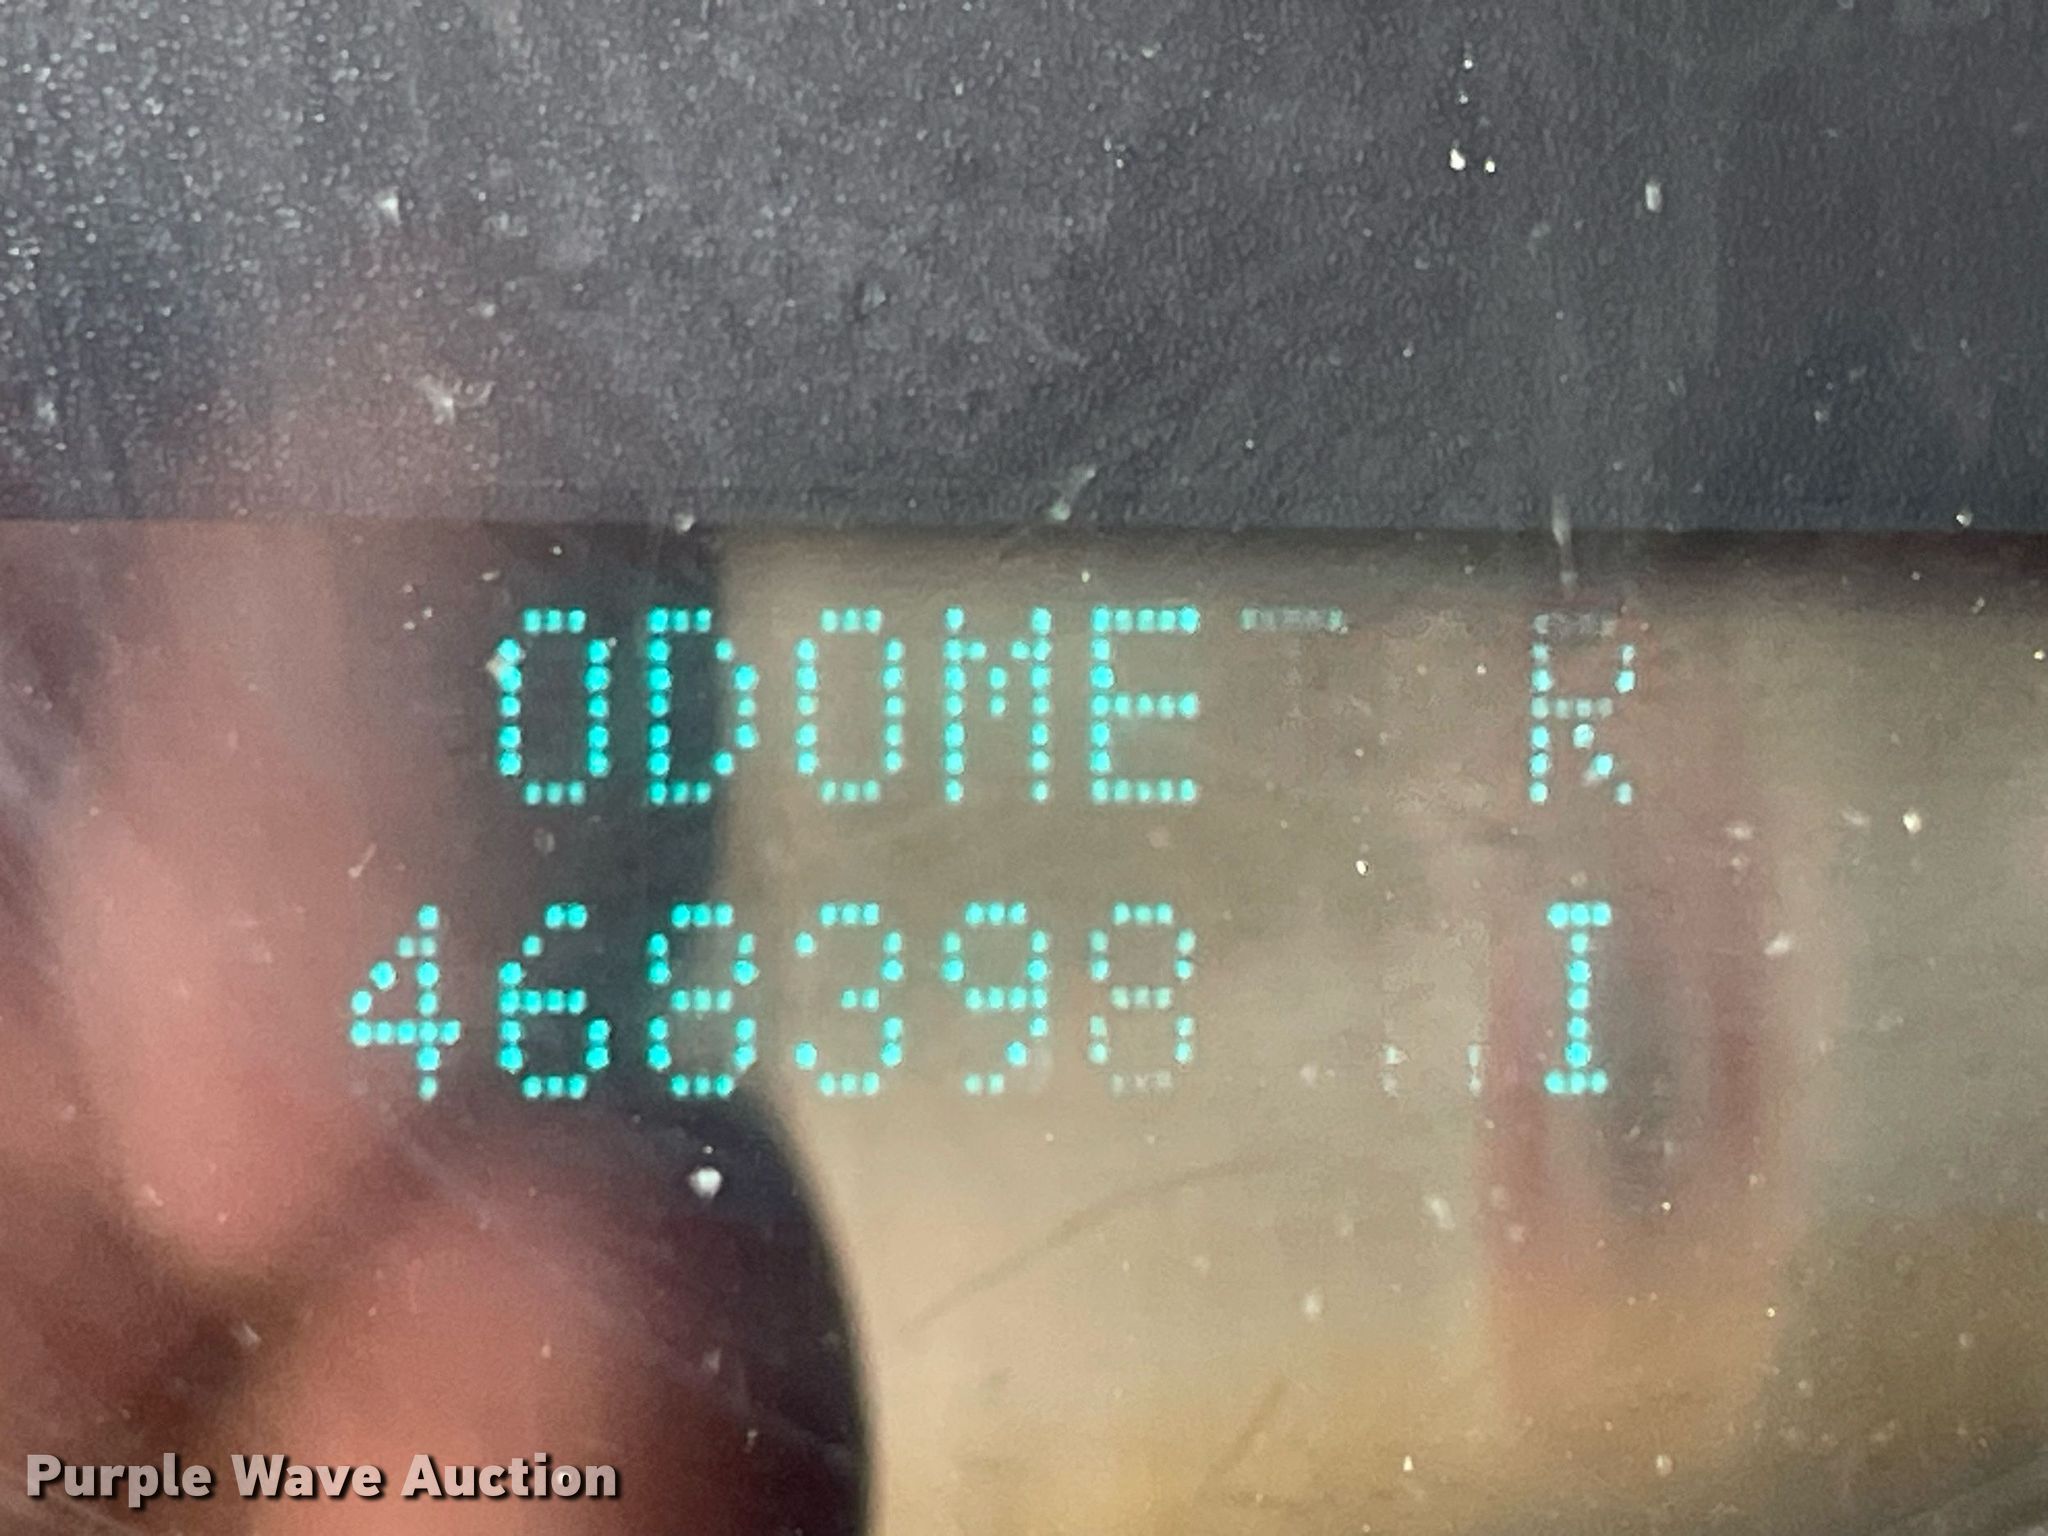 ODOME R
468398 I
Purple Wave Auction